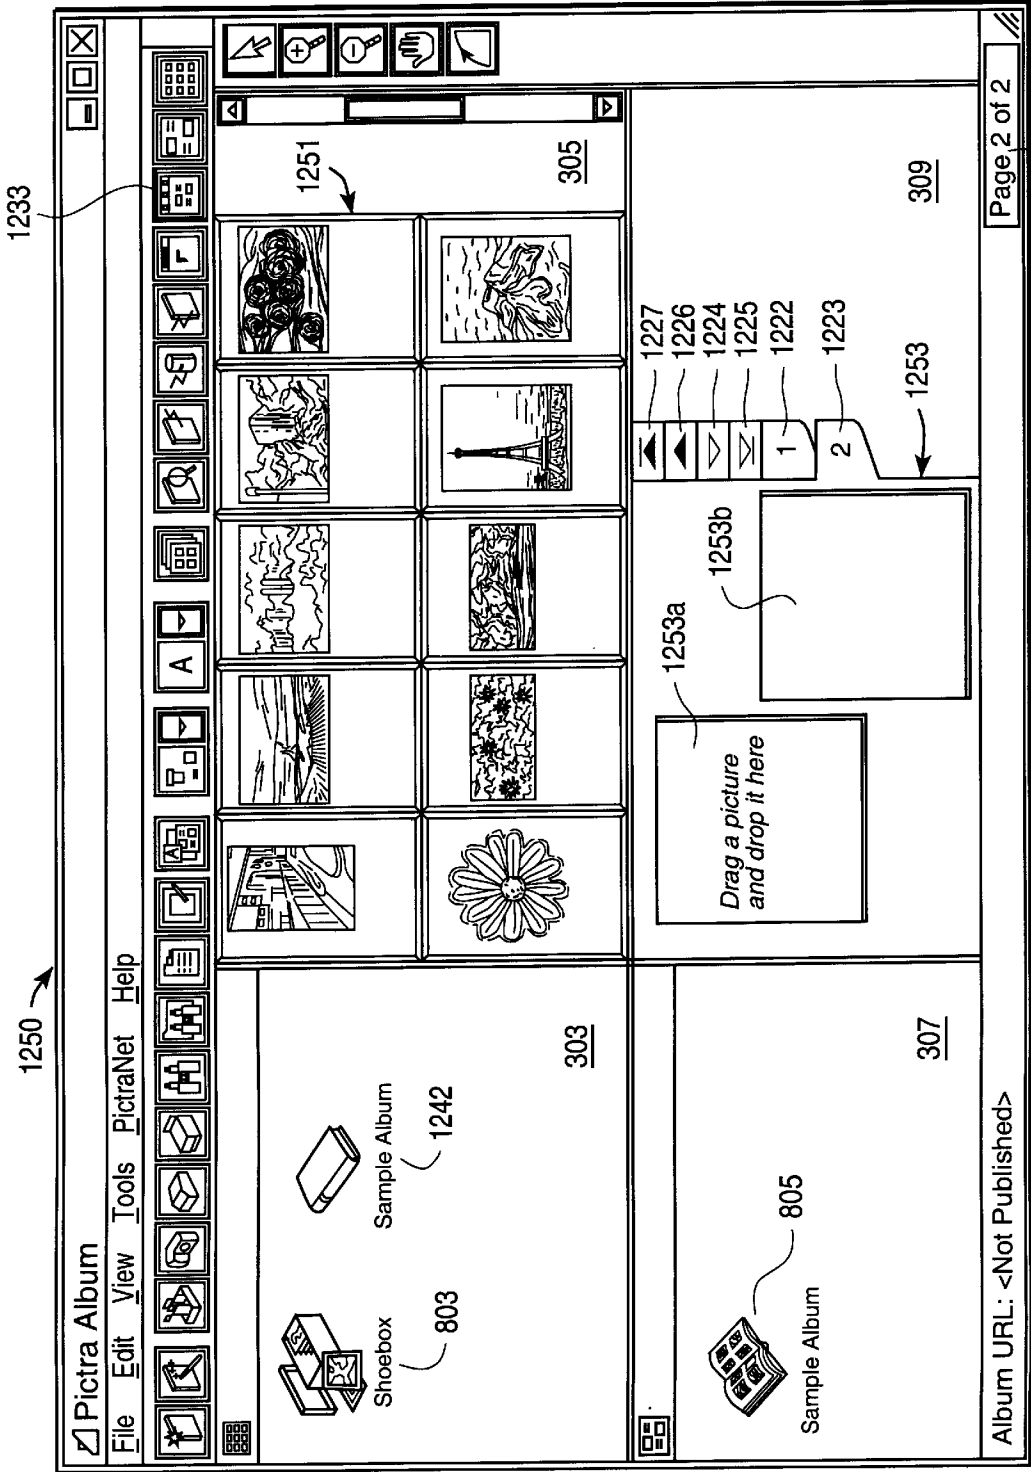 1250
1233
Pictra Album
File Edit View Tools PictraNet Help
A
Shoebox
803
Sample Album
1242
303
1251
305
Sample Album
805
307
Drag a picture
and drop it here
1253a
1253b
1227
1226
1224
1225
1 1222
2 1223
1253
309
Album URL: <Not Published>
Page 2 of 2